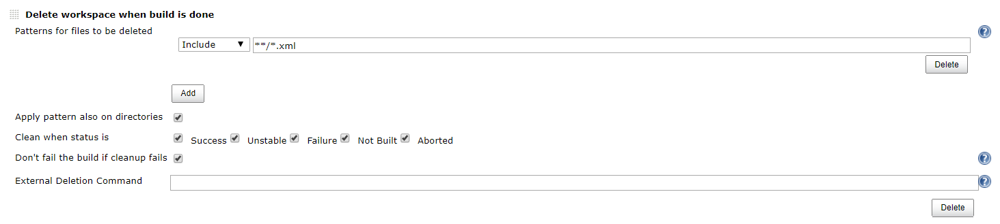 Delete workspace when build is done
Patterns for files to be deleted
?
Include ▼ **/*.xml
Delete
Add
Apply pattern also on directories
Clean when status is Success Unstable Failure Not Built Aborted
Don't fail the build if cleanup fails ?
External Deletion Command ?
Delete